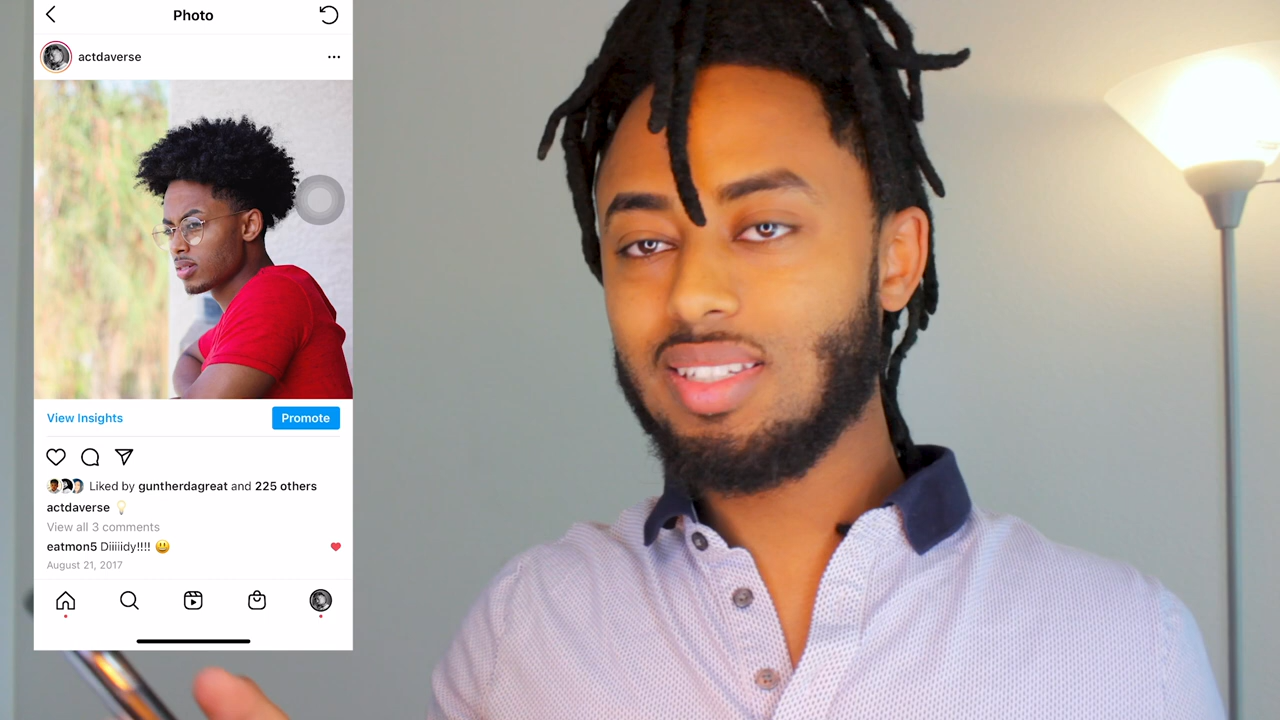 Photo
actdaverse
View Insights
Promote
Liked by guntherdagreat and 225 others
actdaverse 💡
View all 3 comments
eatmon5 Diiiiidy!!!! 😃
August 21, 2017